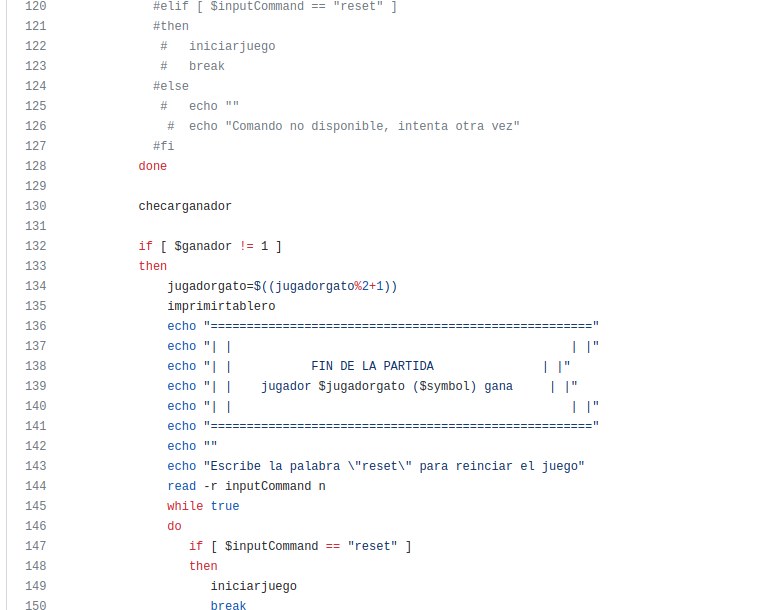 120 #elif [ $inputCommand == "reset" ]
121 #then
122 # iniciarjuego
123 # break
124 #else
125 # echo ""
126 # echo "Comando no disponible, intenta otra vez"
127 #fi
128 done
129
130 checarganador
131
132 if [ $ganador != 1 ]
133 then
134 jugadorgato=$((jugadorgato%2+1))
135 imprimirtablero
136 echo "====================================================="
137 echo "| |                                               | |"
138 echo "| |           FIN DE LA PARTIDA               | |"
139 echo "| |    jugador $jugadorgato ($symbol) gana     | |"
140 echo "| |                                               | |"
141 echo "====================================================="
142 echo ""
143 echo "Escribe la palabra \"reset\" para reinciar el juego"
144 read -r inputCommand n
145 while true
146 do
147 if [ $inputCommand == "reset" ]
148 then
149 iniciarjuego
150 break